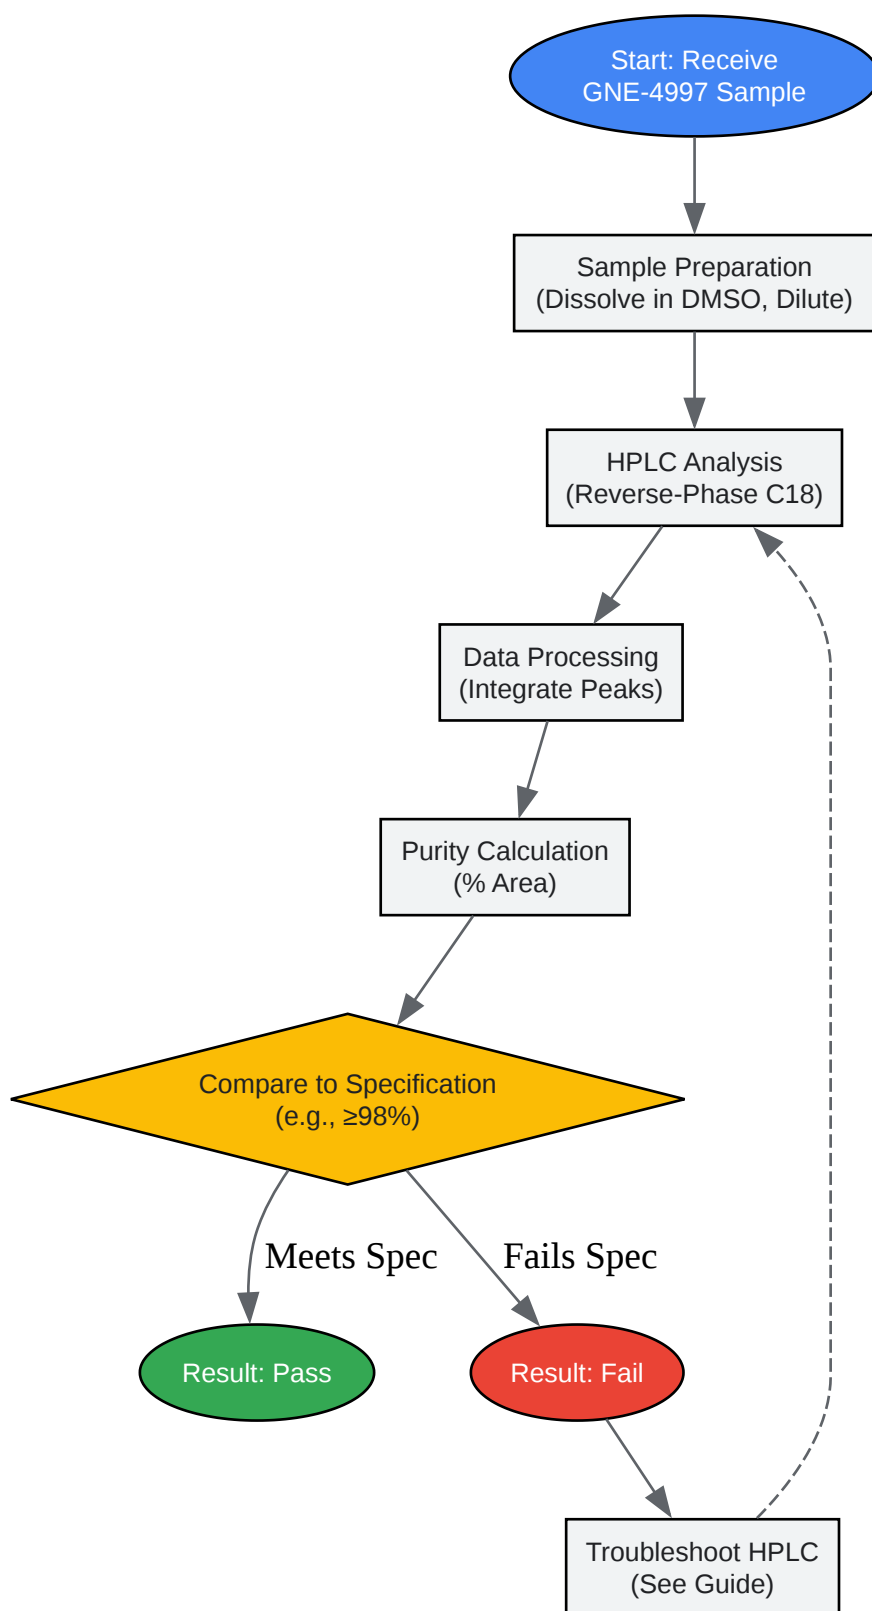 Start: Receive
GNE-4997 Sample
Sample Preparation
(Dissolve in DMSO, Dilute)
HPLC Analysis
(Reverse-Phase C18)
Data Processing
(Integrate Peaks)
Purity Calculation
(% Area)
Compare to Specification
(e.g., ≥98%)
Meets Spec
Fails Spec
Result: Pass
Result: Fail
Troubleshoot HPLC
(See Guide)